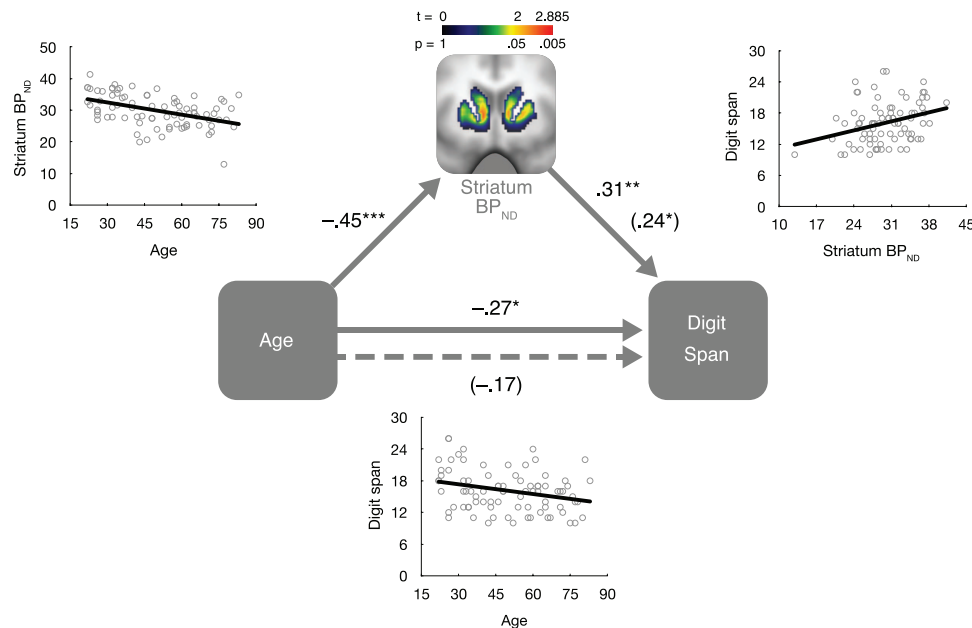 t = 0 2 2.885
p = 1 .05 .005
50
40
30
20
10
0
15 30 45 60 75 90
Striatum BP_ND
Age
30
24
18
12
6
0
10 17 24 31 38 45
Digit span
Striatum BP_ND
Striatum
BP_ND
–.45***
.31**
(.24*)
Age
–.27*
(–.17)
Digit
Span
30
24
18
12
6
0
15 30 45 60 75 90
Digit span
Age